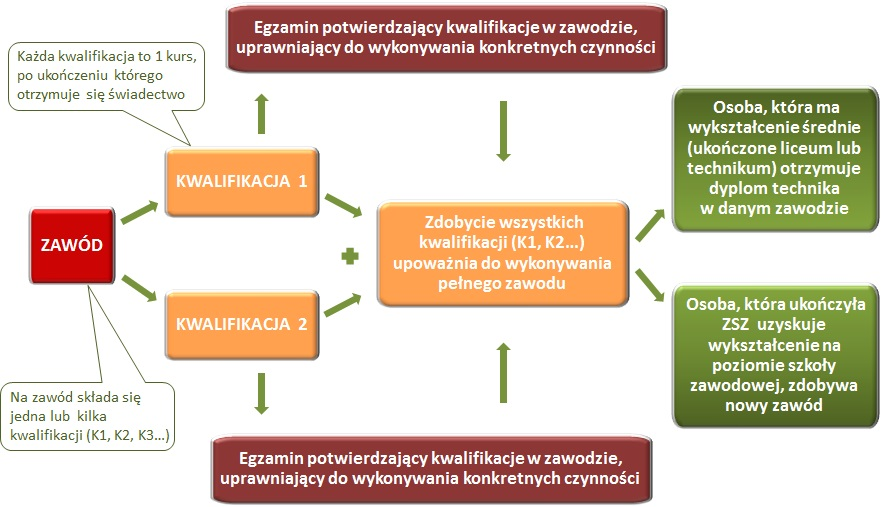 Egzamin potwierdzający kwalifikacje w zawodzie,
uprawniający do wykonywania konkretnych czynności
Każda kwalifikacja to 1 kurs,
po ukończeniu którego
otrzymuje się świadectwo
KWALIFIKACJA 1
ZAWÓD
KWALIFIKACJA 2
Na zawód składa się
jedna lub kilka
kwalifikacji (K1, K2, K3...)
Zdobycie wszystkich
kwalifikacji (K1, K2...)
upoważnia do wykonywania
pełnego zawodu
Osoba, która ma
wykształcenie średnie
(ukończone liceum lub
technikum) otrzymuje
dyplom technika
w danym zawodzie
Osoba, która ukończyła
ZSZ uzyskuje
wykształcenie na
poziomie szkoły
zawodowej, zdobywa
nowy zawód
Egzamin potwierdzający kwalifikacje w zawodzie,
uprawniający do wykonywania konkretnych czynności